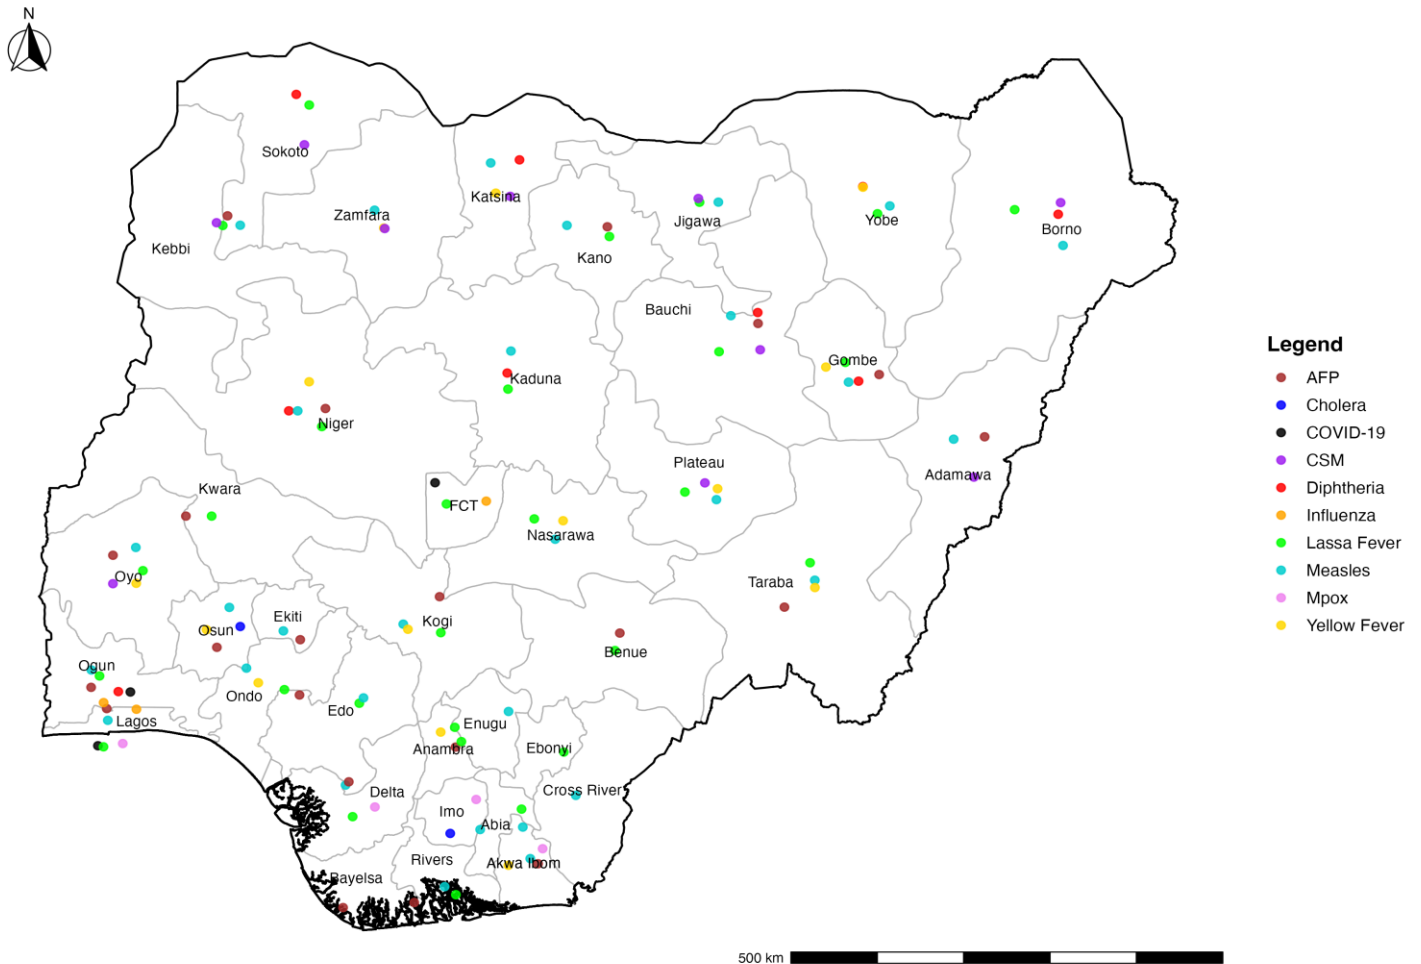 N
Sokoto
Katsina
Zamfara
Jigawa
Yobe
Borno
Kebbi
Kano
Bauchi
Gombe
Kaduna
Niger
Plateau
Adamawa
Kwara
FCT
Nasarawa
Oyo
Taraba
Osun
Ekiti
Kogi
Benue
Ogun
Ondo
Edo
Lagos
Enugu
Anambra
Ebonyi
Delta
Cross River
Imo
Abia
Rivers
Akwa Ibom
Bayelsa
Legend
AFP
Cholera
COVID-19
CSM
Diphtheria
Influenza
Lassa Fever
Measles
Mpox
Yellow Fever
500 km